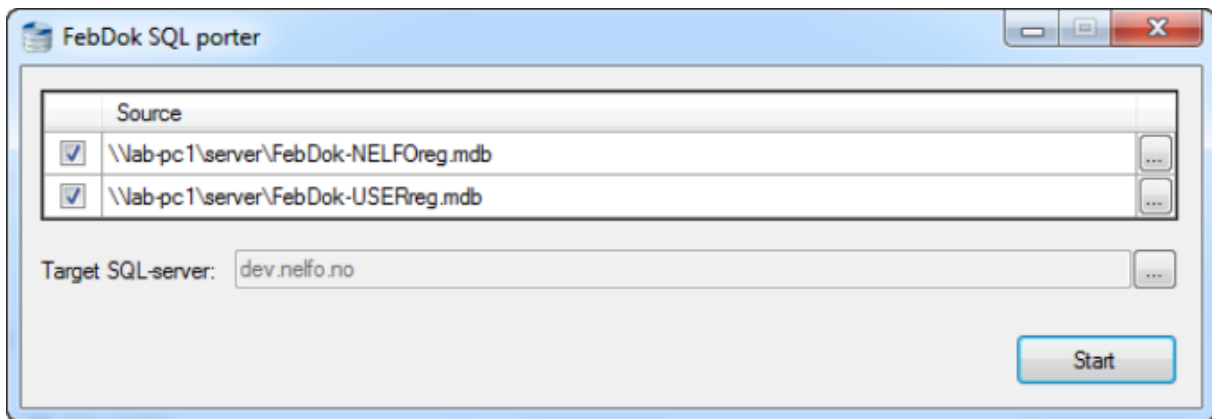 FebDok SQL porter
Source
\\lab-pc1\server\FebDok-NELFOreg.mdb
...
\\lab-pc1\server\FebDok-USERreg.mdb
...
Target SQL-server: dev.nelfo.no ...
Start